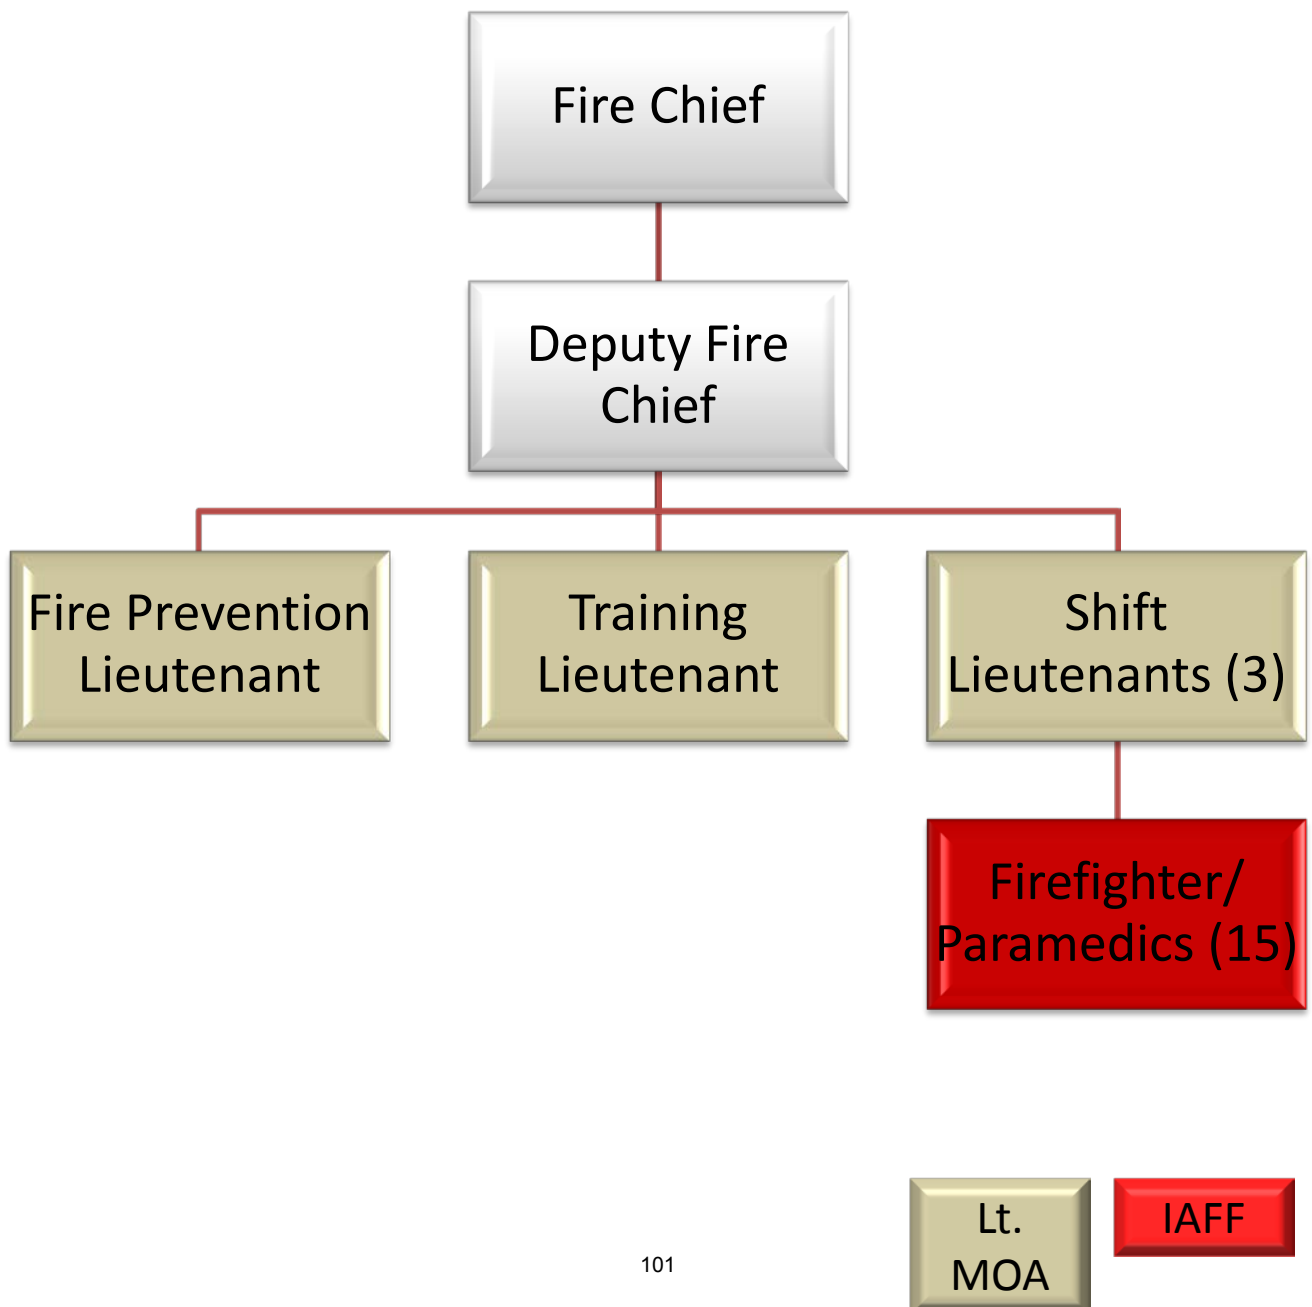 Fire Chief
Deputy Fire
Chief
Fire Prevention
Lieutenant
Training
Lieutenant
Shift
Lieutenants (3)
Firefighter/
Paramedics (15)
Lt.
MOA
IAFF
101